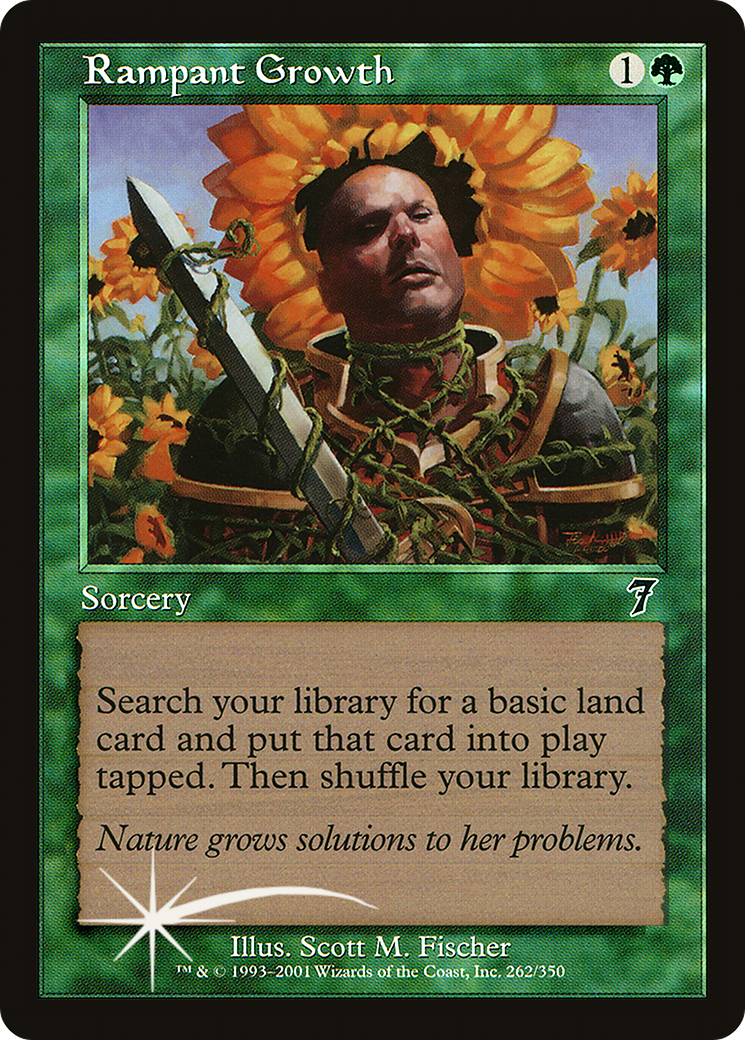 Rampant Growth
1
Sorcery
7
Search your library for a basic land
card and put that card into play
tapped. Then shuffle your library.
Nature grows solutions to her problems.
Illus. Scott M. Fischer
™ & © 1993–2001 Wizards of the Coast, Inc. 262/350